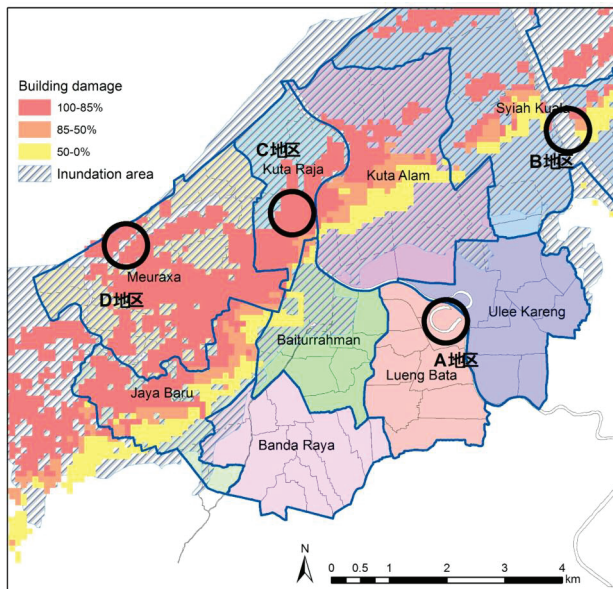 Building damage
100-85%
85-50%
50-0%
Inundation area
Syiah Kuala
B地区
C地区
Kuta Raja
Kuta Alam
Meuraxa
D地区
Ulee Kareng
Baiturrahman
A地区
Lueng Bata
Jaya Baru
Banda Raya
N
0 0.5 1 2 3 4
km